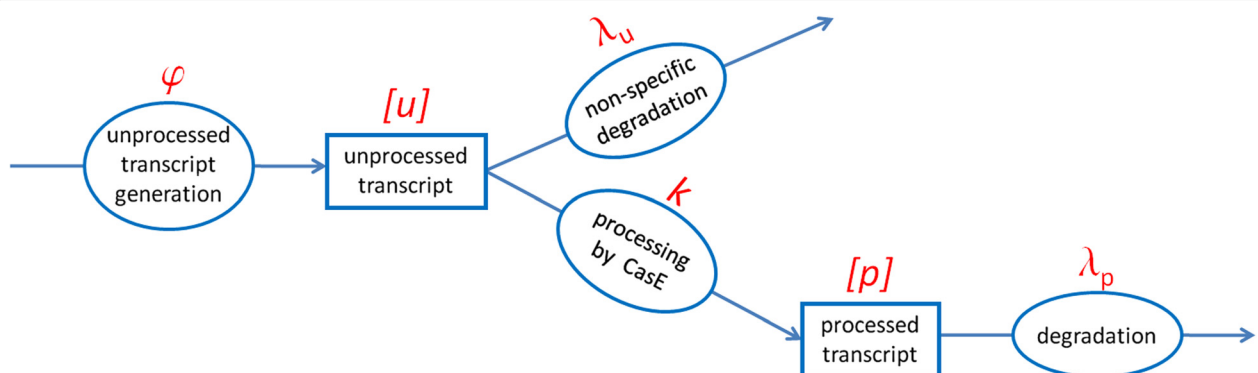 φ
unprocessed
transcript
generation
[u]
unprocessed
transcript
λu
non-specific
degradation
k
processing
by CasE
[p]
processed
transcript
λp
degradation